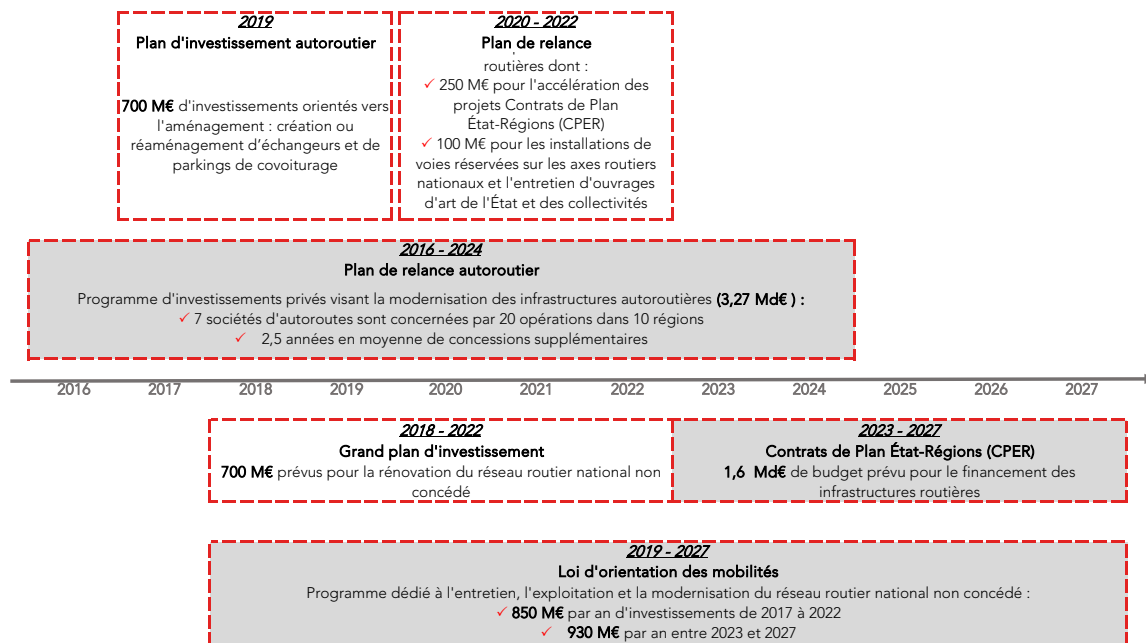 2019
Plan d'investissement autoroutier
700 M€ d'investissements orientés vers
l'aménagement : création ou
réaménagement d’échangeurs et de
parkings de covoiturage
2020 - 2022
Plan de relance
routières dont :
✓ 250 M€ pour l'accélération des
projets Contrats de Plan
État-Régions (CPER)
✓ 100 M€ pour les installations de
voies réservées sur les axes routiers
nationaux et l'entretien d'ouvrages
d'art de l'État et des collectivités
2016 - 2024
Plan de relance autoroutier
Programme d'investissements privés visant la modernisation des infrastructures autoroutières (3,27 Md€ ) :
✓ 7 sociétés d'autoroutes sont concernées par 20 opérations dans 10 régions
✓ 2,5 années en moyenne de concessions supplémentaires
2016 2017 2018 2019 2020 2021 2022 2023 2024 2025 2026 2027
2018 - 2022
Grand plan d'investissement
700 M€ prévus pour la rénovation du réseau routier national non
concédé
2023 - 2027
Contrats de Plan État-Régions (CPER)
1,6 Md€ de budget prévu pour le financement des
infrastructures routières
2019 - 2027
Loi d'orientation des mobilités
Programme dédié à l'entretien, l'exploitation et la modernisation du réseau routier national non concédé :
✓ 850 M€ par an d'investissements de 2017 à 2022
✓ 930 M€ par an entre 2023 et 2027